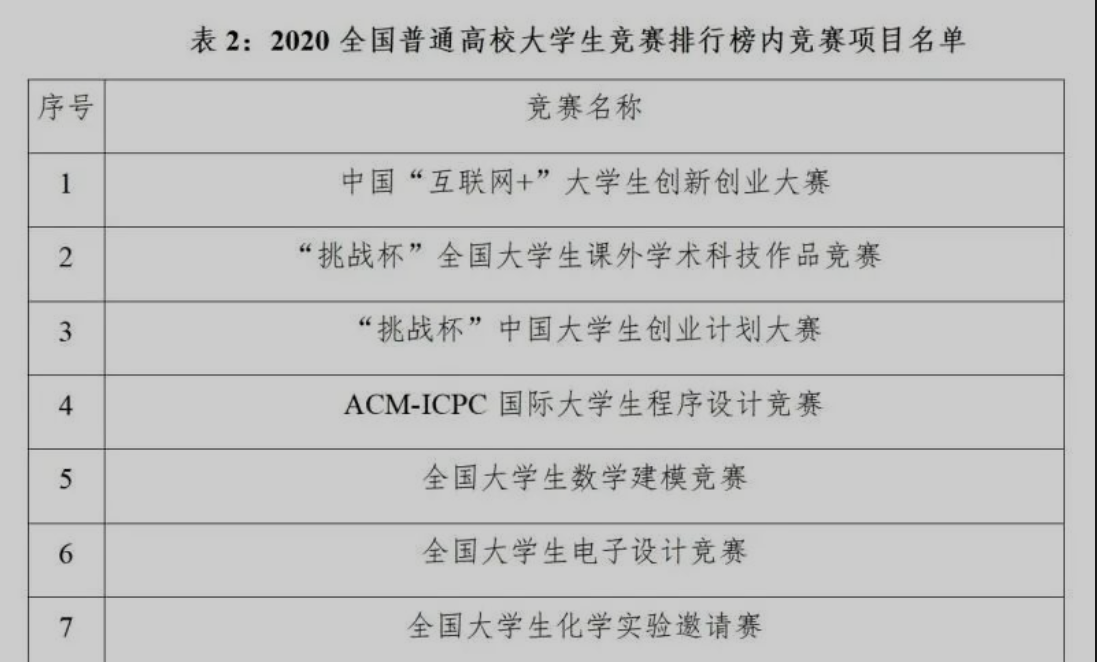 表 2：2020 全国普通高校大学生竞赛排行榜内竞赛项目名单
序号 竞赛名称
1 中国“互联网+”大学生创新创业大赛
2 “挑战杯”全国大学生课外学术科技作品竞赛
3 “挑战杯”中国大学生创业计划大赛
4 ACM-ICPC 国际大学生程序设计竞赛
5 全国大学生数学建模竞赛
6 全国大学生电子设计竞赛
7 全国大学生化学实验邀请赛